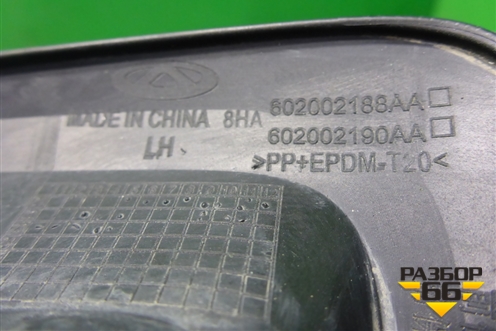 MADE IN CHINA 8HA 602002188AA
602002190AA
LH
>PP+EPDM-T20<
РАЗБОР
66